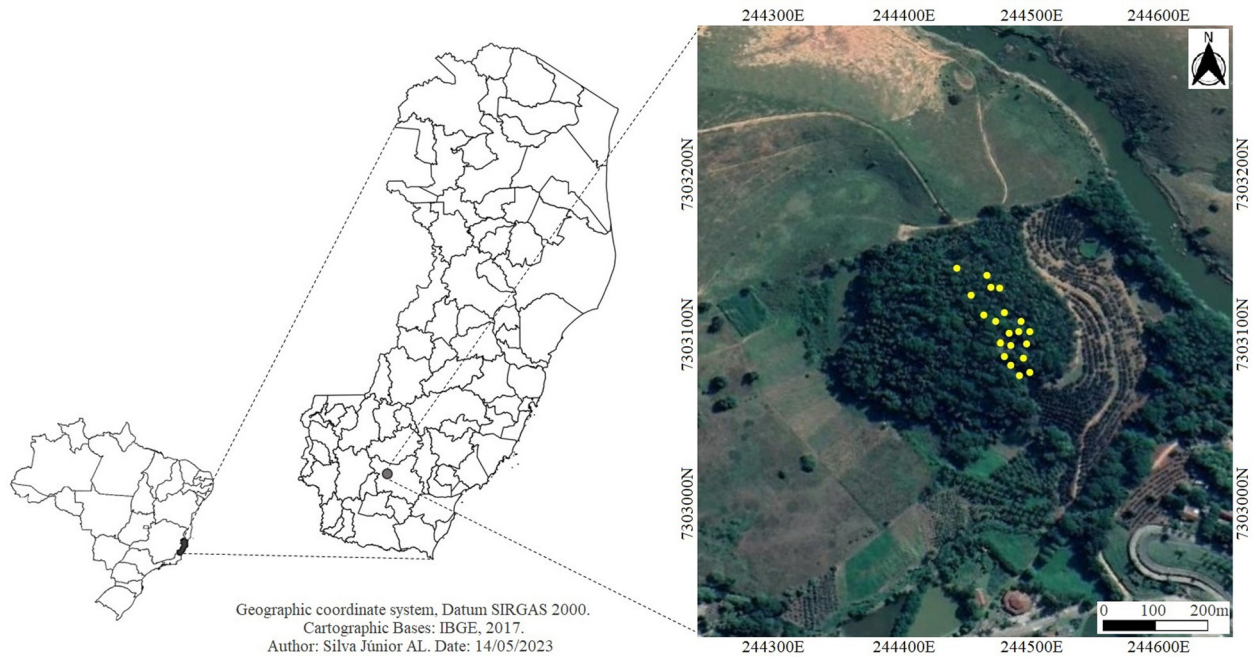 244300E 244400E 244500E 244600E
N
7303200N 7303200N
7303100N 7303100N
7303000N 7303000N
0 100 200m
244300E 244400E 244500E 244600E
Geographic coordinate system, Datum SIRGAS 2000.
Cartographic Bases: IBGE, 2017.
Author: Silva Júnior AL. Date: 14/05/2023